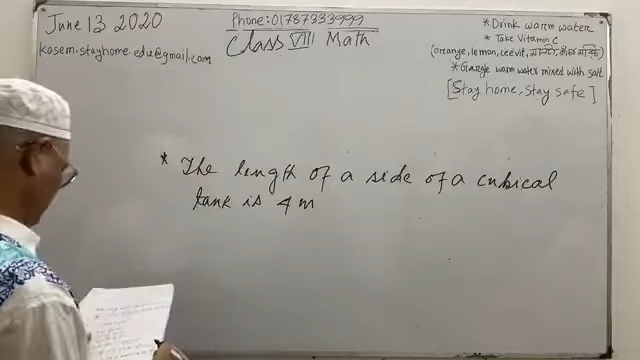 June 13 2020
kasem.stayhome.edu@gmail.com
Phone: 01787333999
Class VIII Math
* Drink warm water
* Take Vitamin C
(orange, lemon, ceevit,
* Gargle warm water mixed with salt
[Stay home, Stay safe]
* The length of a side of a cubical
tank is 4 m